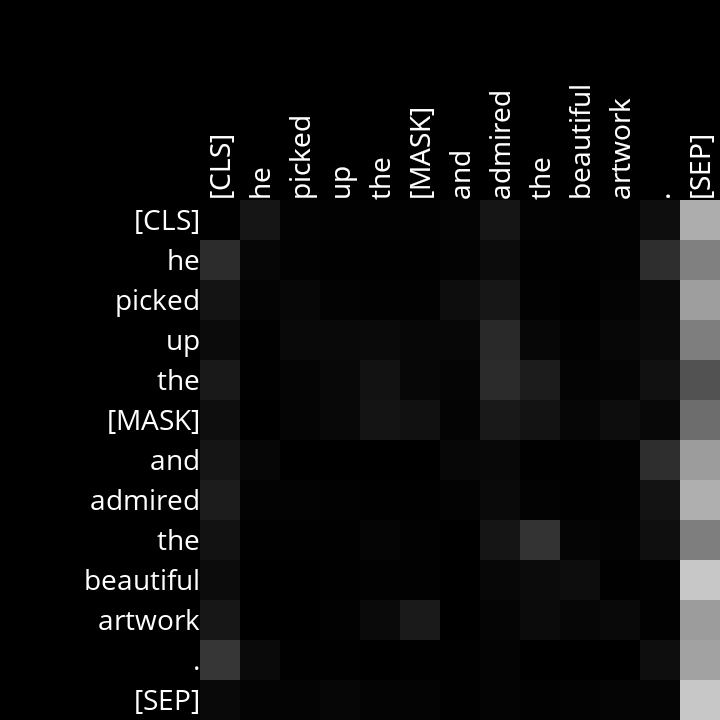 [CLS] he picked up the [MASK] and admired the beautiful artwork . [SEP]
[CLS]
he
picked
up
the
[MASK]
and
admired
the
beautiful
artwork
.
[SEP]